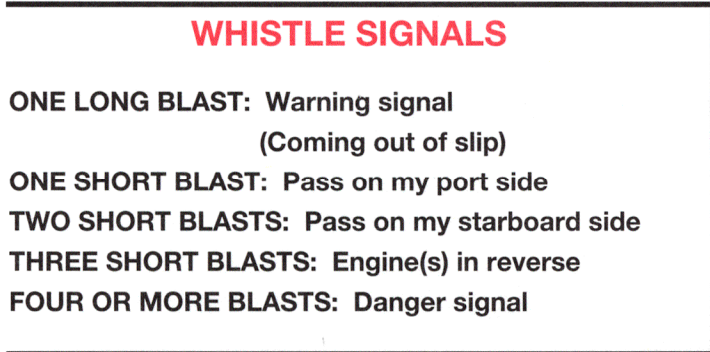 WHISTLE SIGNALS
ONE LONG BLAST: Warning signal
(Coming out of slip)
ONE SHORT BLAST: Pass on my port side
TWO SHORT BLASTS: Pass on my starboard side
THREE SHORT BLASTS: Engine(s) in reverse
FOUR OR MORE BLASTS: Danger signal